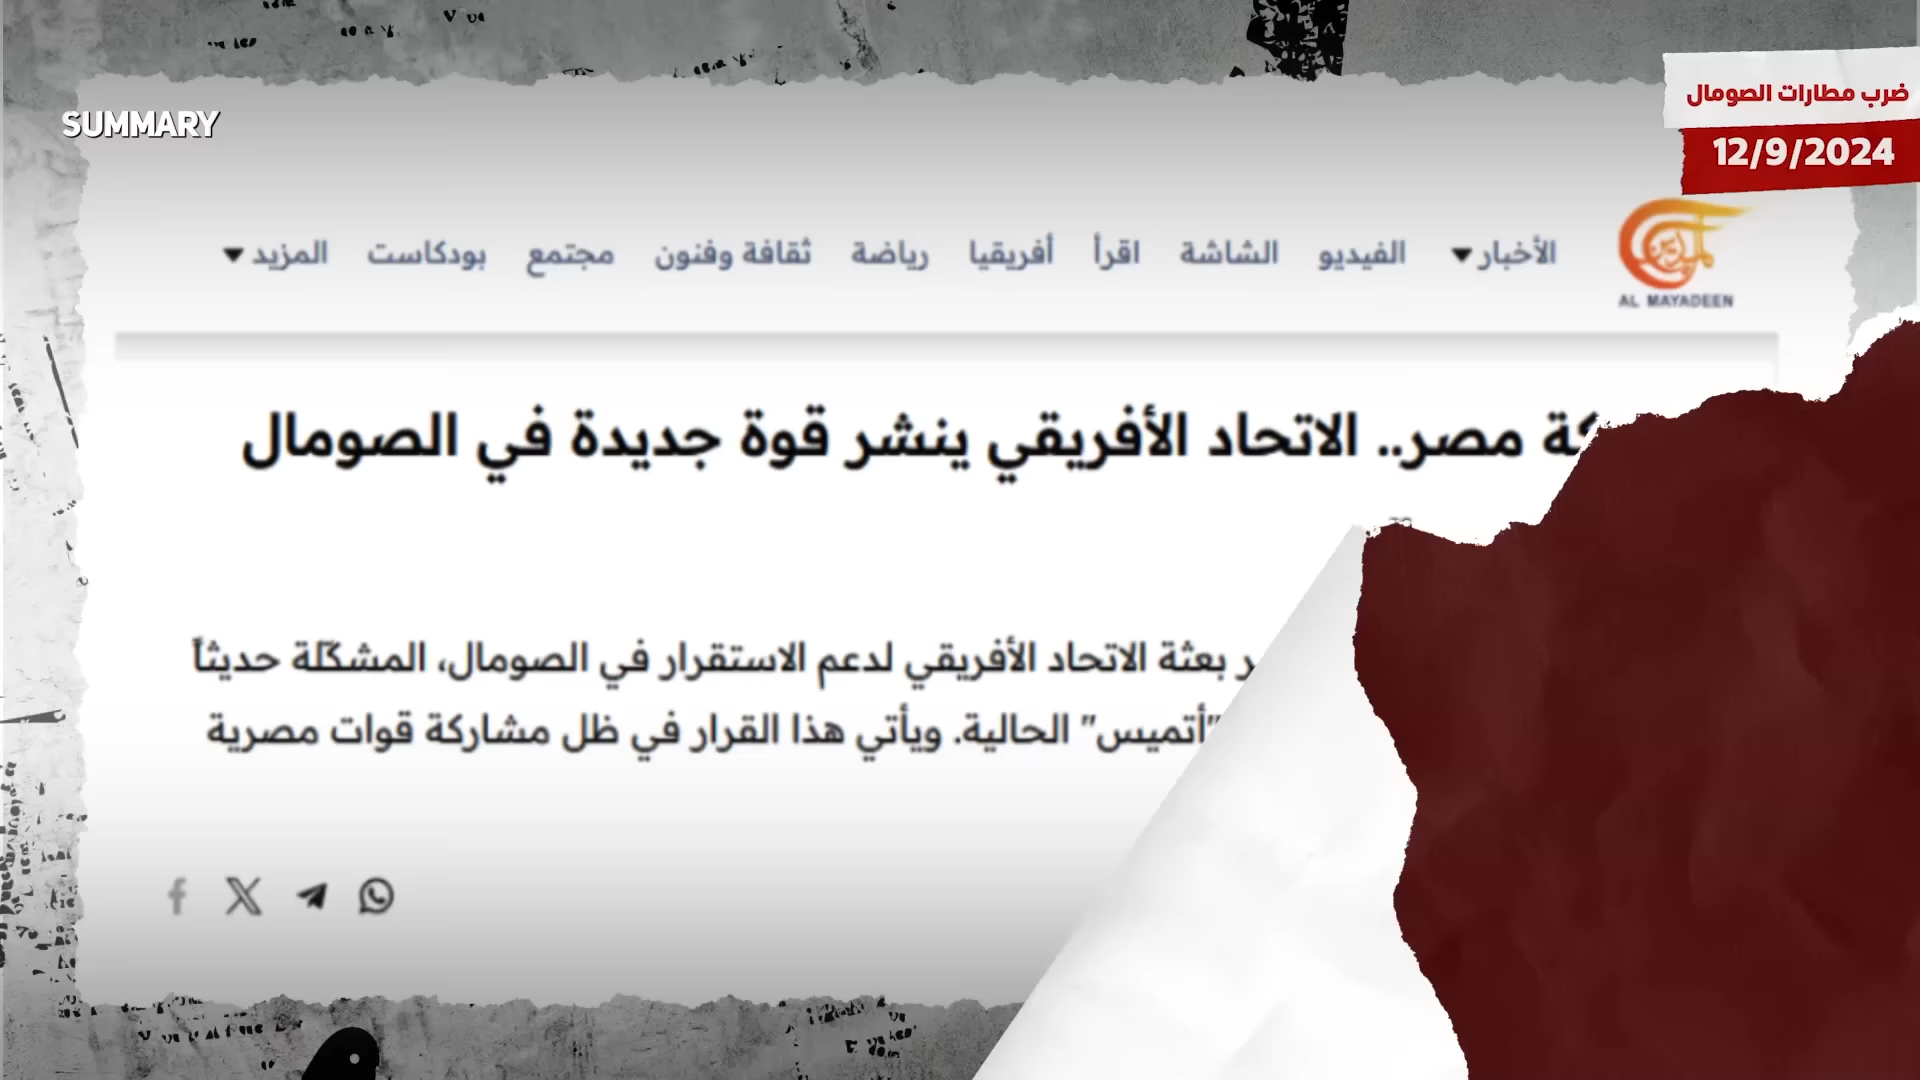 SUMMARY
ضرب مطارات الصومال
12/9/2024
AL MAYADEEN
الأخبار الفيديو الشاشة اقرأ أفريقيا رياضة ثقافة وفنون مجتمع بودكاست المزيد
مصر.. الاتحاد الأفريقي ينشر قوة جديدة في الصومال
بعثة الاتحاد الأفريقي لدعم الاستقرار في الصومال، المشكّلة حديثاً
"أتميس" الحالية. ويأتي هذا القرار في ظل مشاركة قوات مصرية